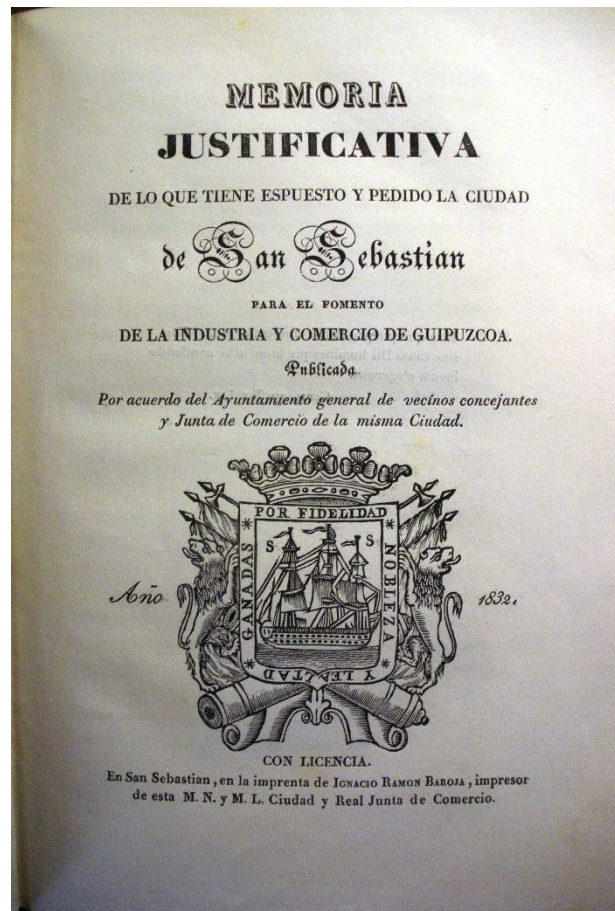 MEMORIA
JUSTIFICATIVA
DE LO QUE TIENE ESPUESTO Y PEDIDO LA CIUDAD
de San Sebastian
PARA EL FOMENTO
DE LA INDUSTRIA Y COMERCIO DE GUIPUZCOA.
Publicada
Por acuerdo del Ayuntamiento general de vecinos concejantes
y Junta de Comercio de la misma Ciudad.
POR FIDELIDAD
S S
GANADAS
NOBLEZA
Y LEALTAD
Año 1832.
CON LICENCIA.
En San Sebastian, en la imprenta de IGNACIO RAMON BAROJA, impresor
de esta M. N. y M. L. Ciudad y Real Junta de Comercio.